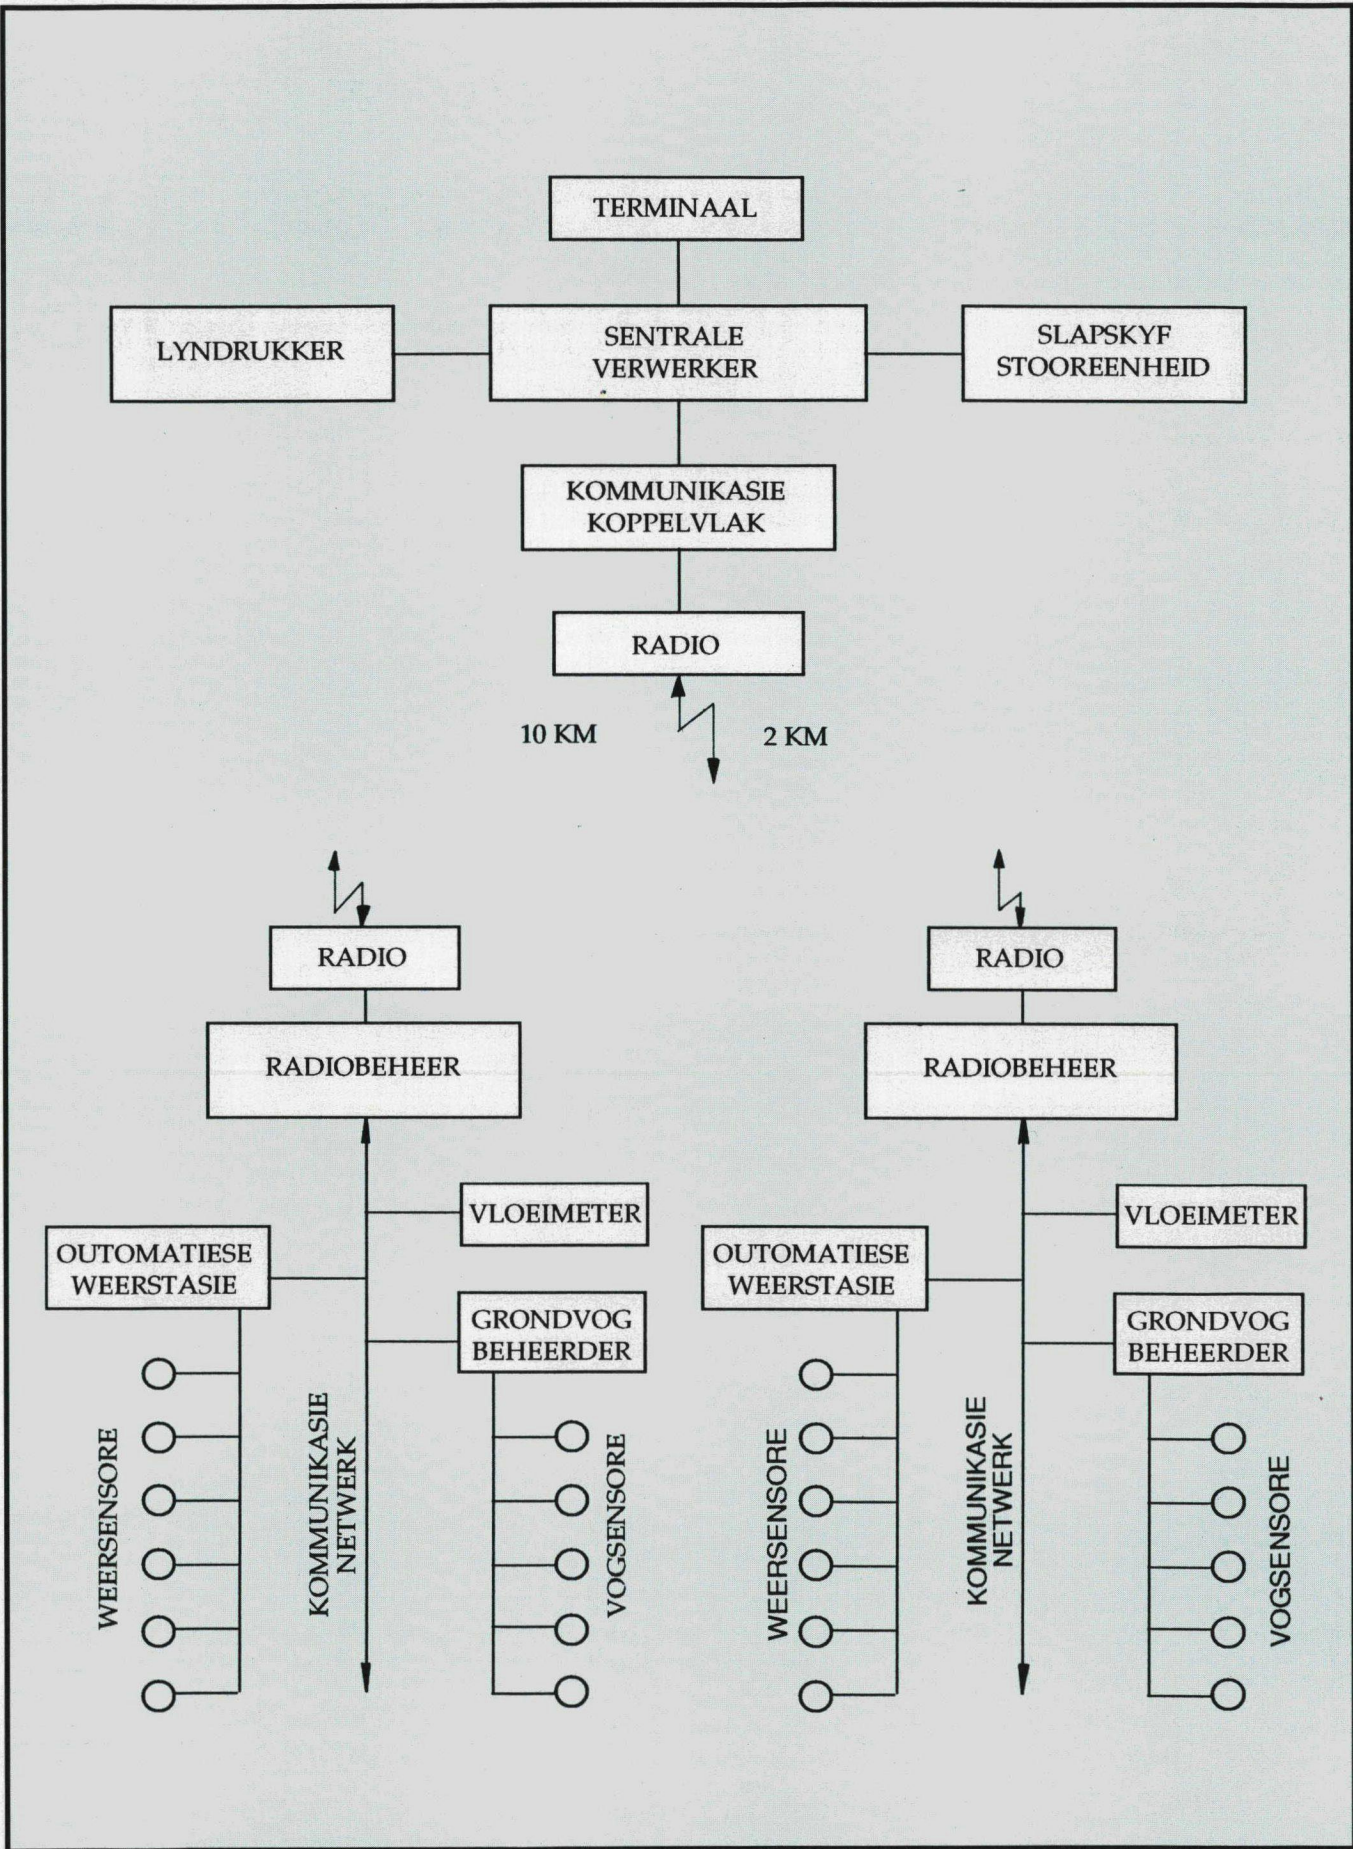 TERMINAAL
LYNDRUKKER
SENTRALE
VERWERKER
SLAPSKYF
STOOREENHEID
KOMMUNIKASIE
KOPPELVLAK
RADIO
10 KM
2 KM
RADIO
RADIOBEHEER
VLOEIMETER
OUTOMATIESE
WEERSTASIE
GRONDVOG
BEHEERDER
WEERSENSORE
KOMMUNIKASIE
NETWERK
VOGSENSORE
RADIO
RADIOBEHEER
VLOEIMETER
OUTOMATIESE
WEERSTASIE
GRONDVOG
BEHEERDER
WEERSENSORE
KOMMUNIKASIE
NETWERK
VOGSENSORE